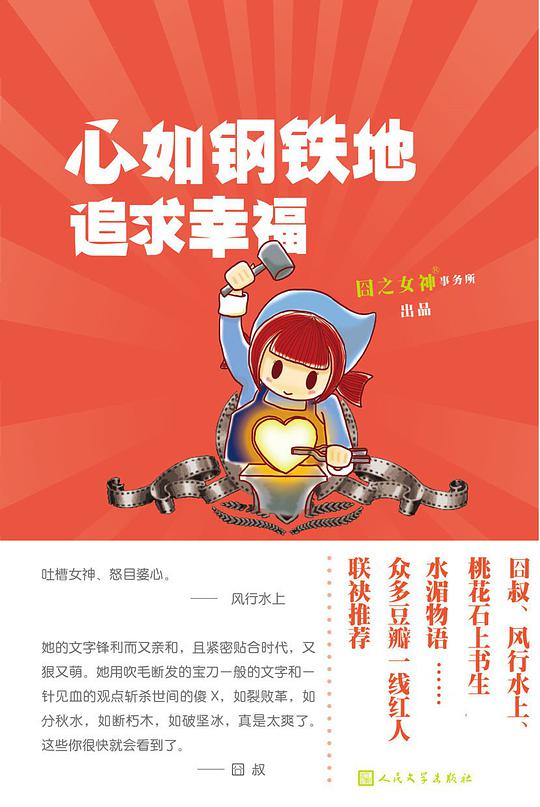 心如钢铁地
追求幸福
囧之女神®事务所
出品
吐槽女神、怒目婆心。
—— 风行水上
她的文字锋利而又亲和，且紧密贴合时代，又
狠又萌。她用吹毛断发的宝刀一般的文字和一
针见血的观点斩杀世间的傻 X，如裂败革，如
分秋水，如断朽木，如破坚冰，真是太爽了。
这些你很快就会看到了。
—— 囧 叔
囧叔、风行水上、
桃花石上书生
水湄物语……
众多豆瓣一线红人
联袂推荐
人民文学出版社